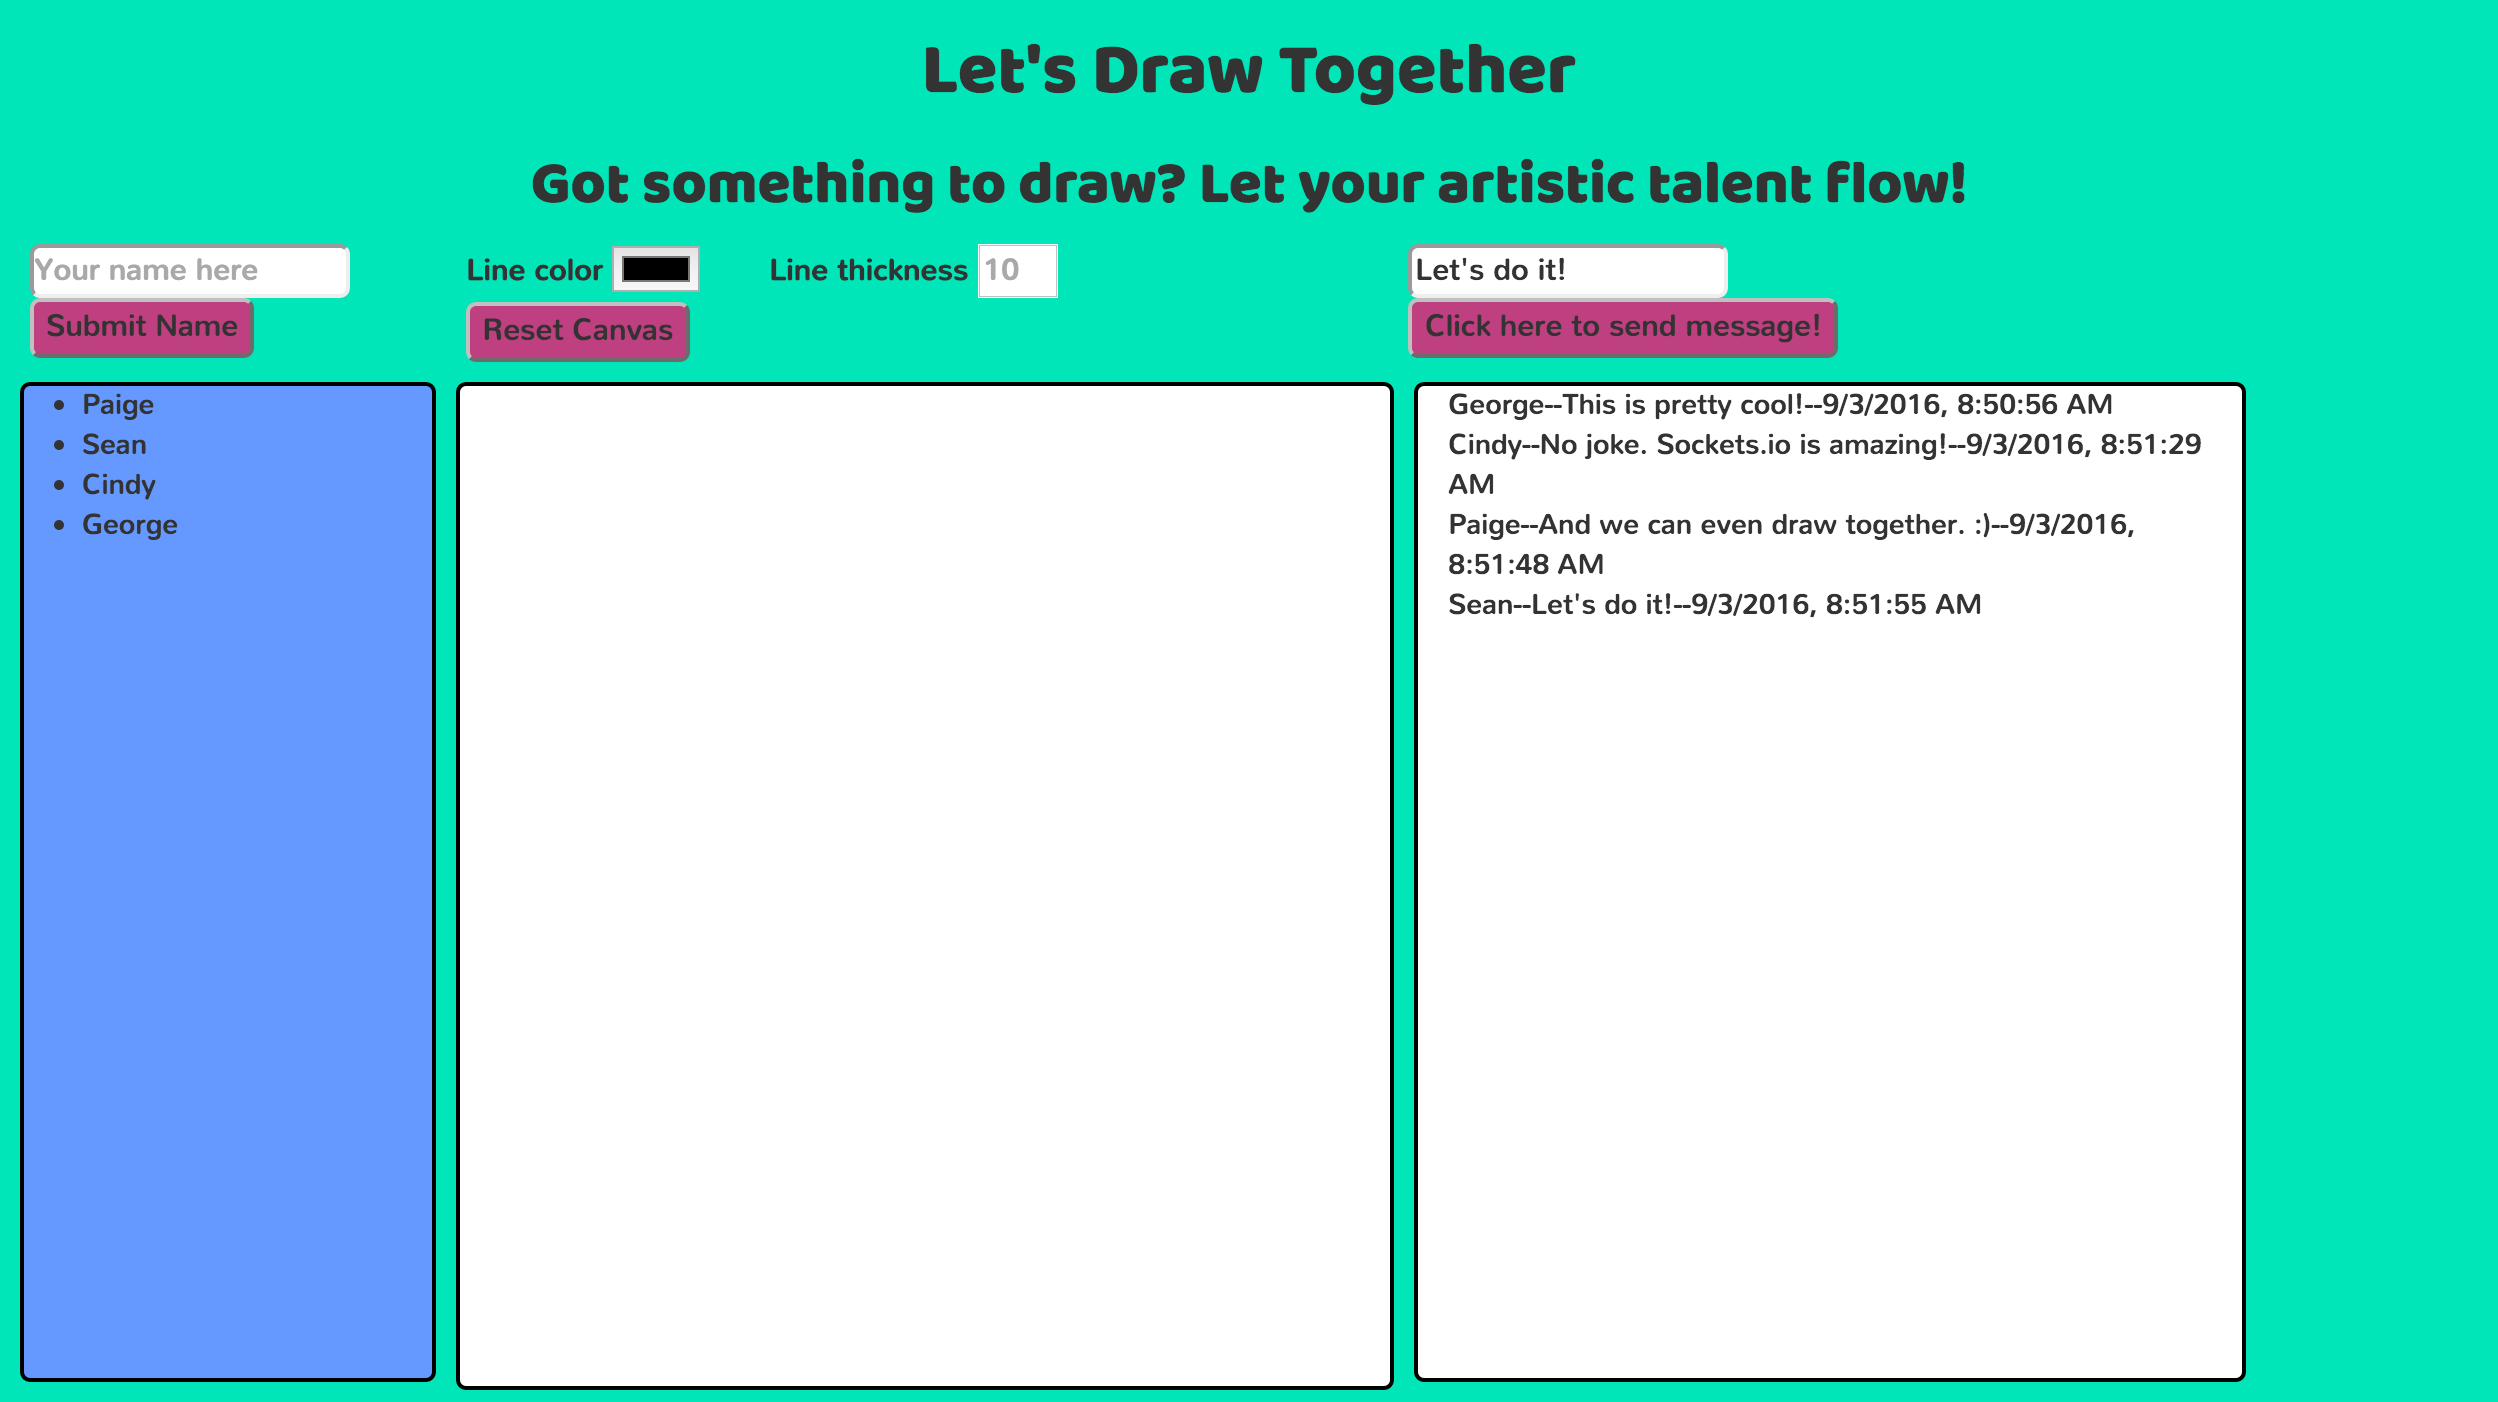 Let's Draw Together
Got something to draw? Let your artistic talent flow!
Your name here
Submit Name
Line color
Line thickness 10
Reset Canvas
Let's do it!
Click here to send message!
Paige
Sean
Cindy
George
George--This is pretty cool!--9/3/2016, 8:50:56 AM
Cindy--No joke. Sockets.io is amazing!--9/3/2016, 8:51:29
AM
Paige--And we can even draw together. :)--9/3/2016,
8:51:48 AM
Sean--Let's do it!--9/3/2016, 8:51:55 AM